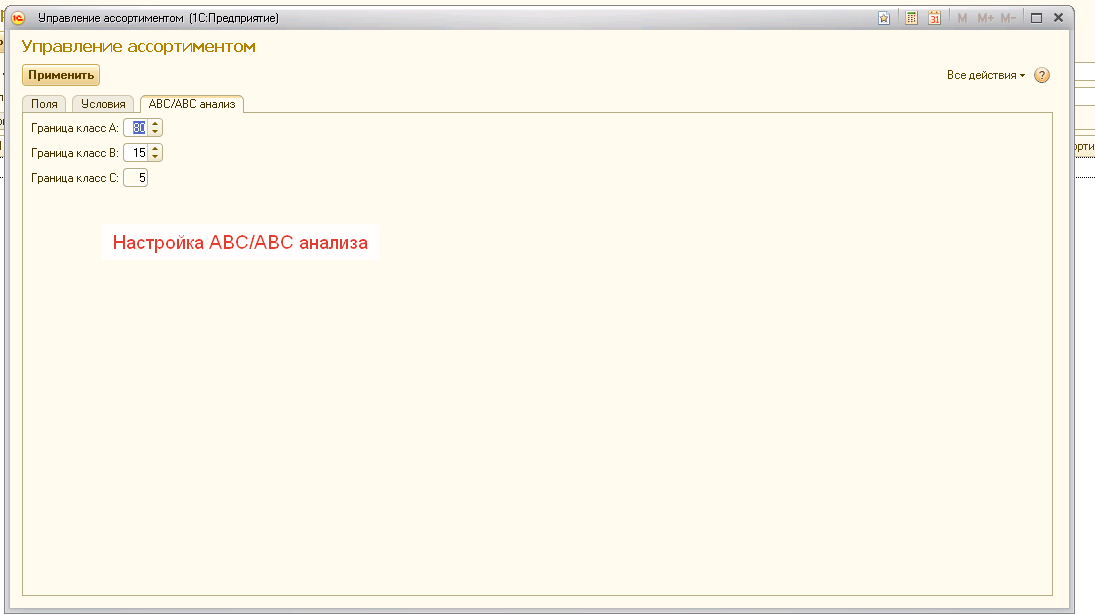 Управление ассортиментом (1С:Предприятие)
M M+ M-
Управление ассортиментом
Применить
Все действия
Поля Условия ABC/ABC анализ
Граница класс A: 80
Граница класс B: 15
Граница класс C: 5
Настройка ABC/ABC анализа